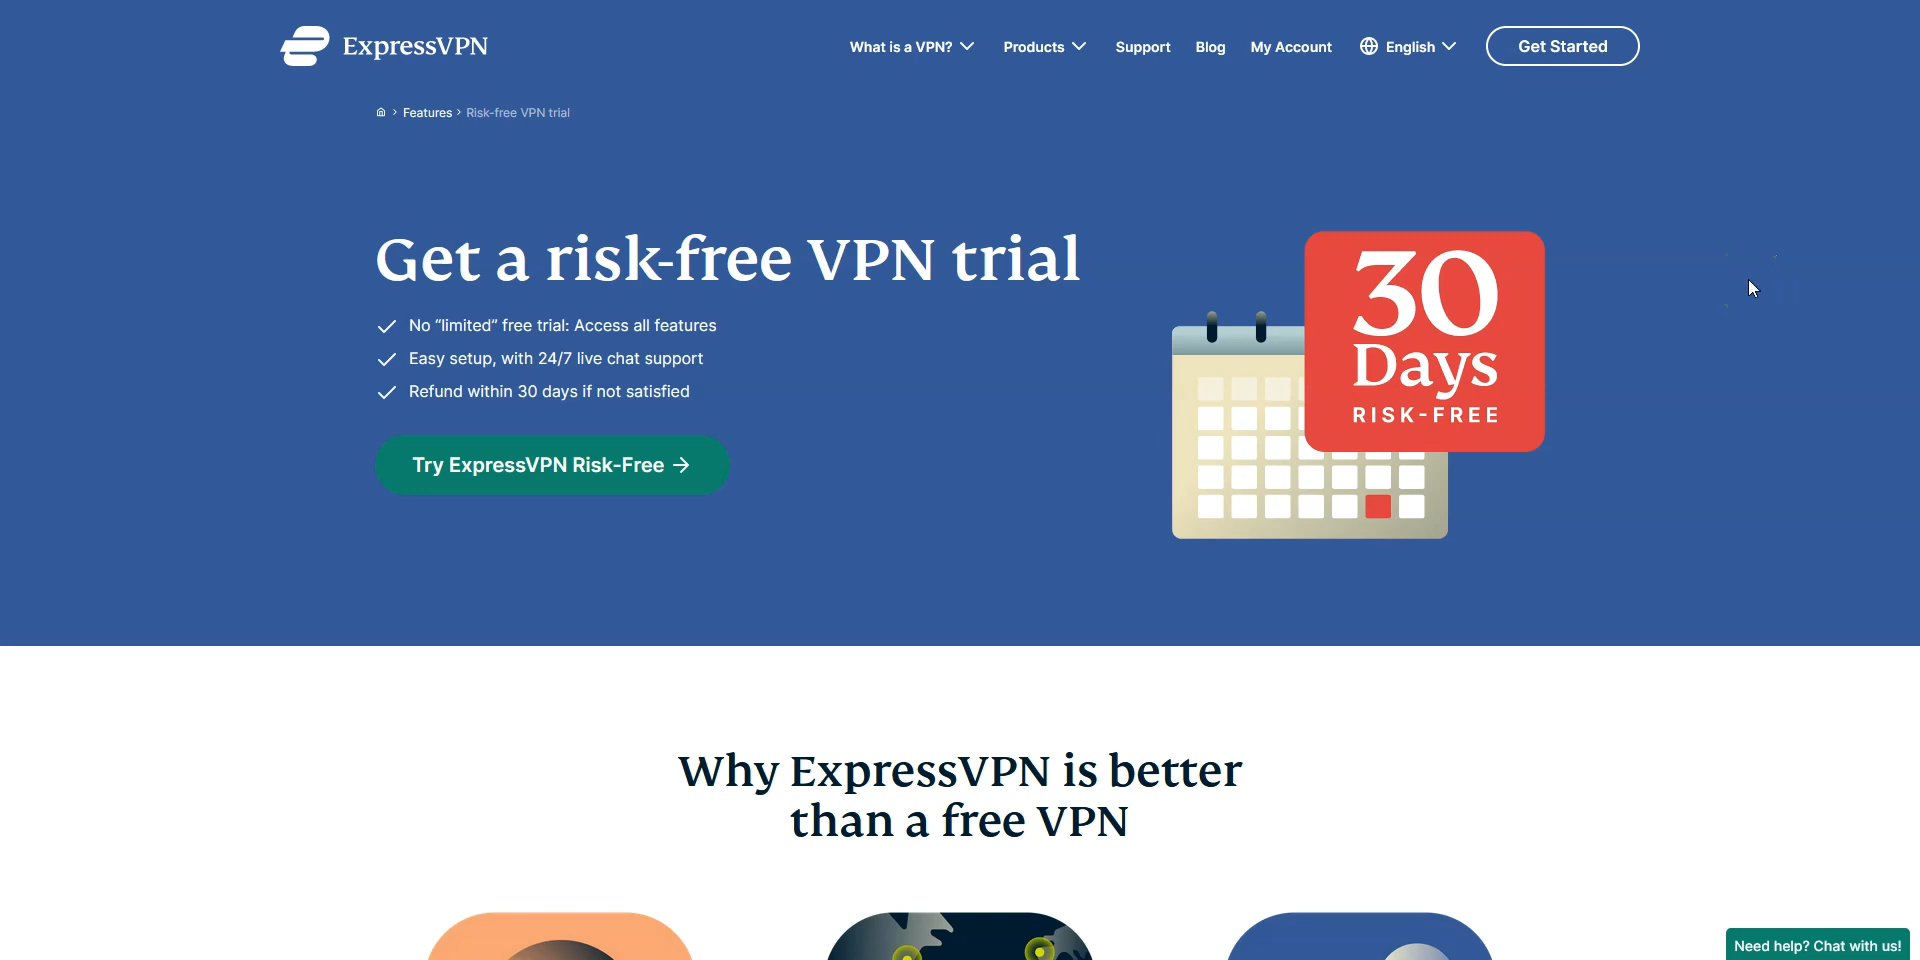 ExpressVPN
What is a VPN?
Products
Support
Blog
My Account
English
Get Started
Features
Risk-free VPN trial
Get a risk-free VPN trial
No “limited” free trial: Access all features
Easy setup, with 24/7 live chat support
Refund within 30 days if not satisfied
Try ExpressVPN Risk-Free
30
Days
RISK-FREE
Why ExpressVPN is better
than a free VPN
Need help? Chat with us!